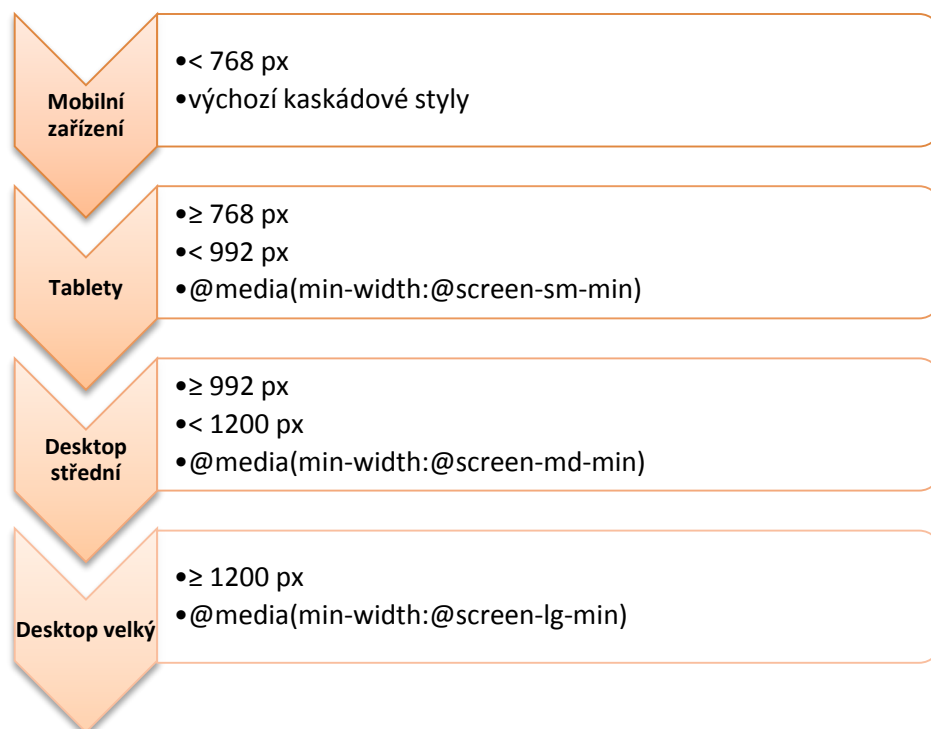 Mobilní
zařízení
•< 768 px
•výchozí kaskádové styly
Tablety
•≥ 768 px
•< 992 px
•@media(min-width:@screen-sm-min)
Desktop
střední
•≥ 992 px
•< 1200 px
•@media(min-width:@screen-md-min)
Desktop velký
•≥ 1200 px
•@media(min-width:@screen-lg-min)